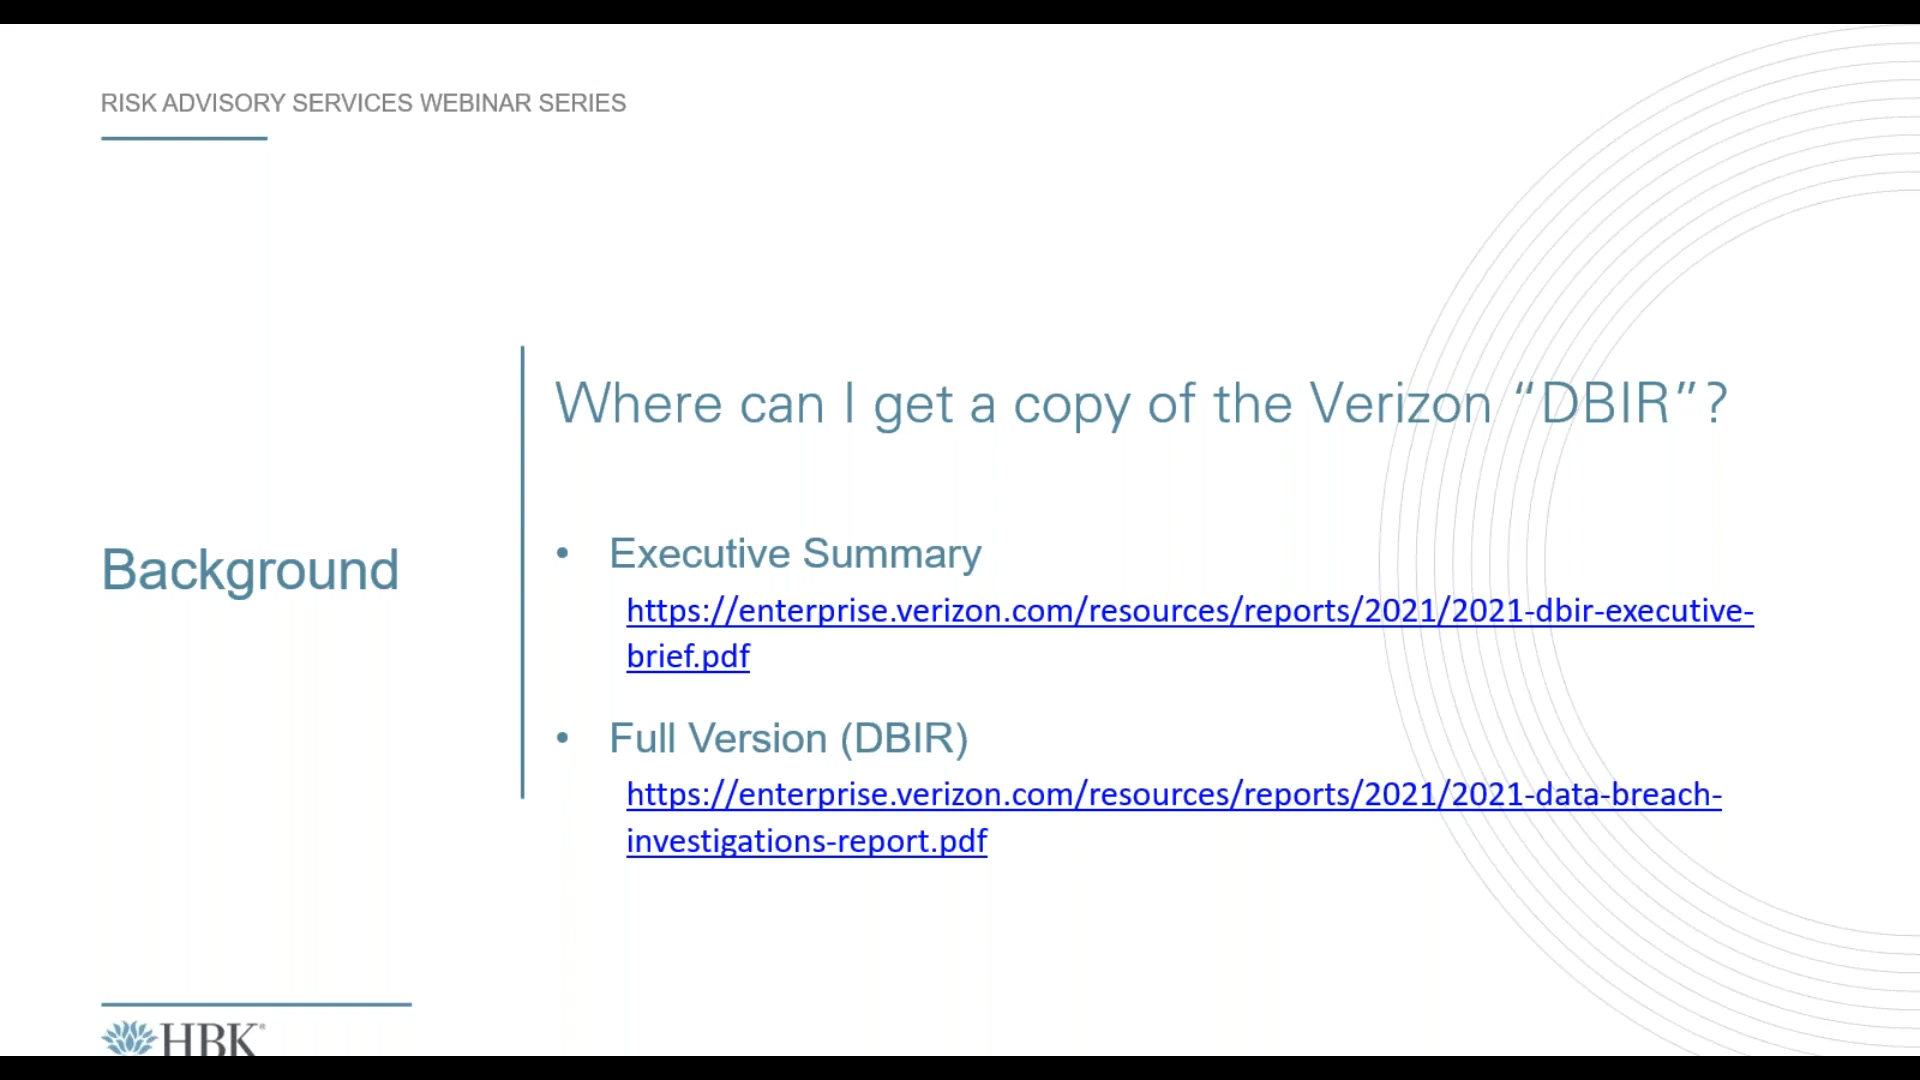 RISK ADVISORY SERVICES WEBINAR SERIES
Where can I get a copy of the Verizon “DBIR”?
Background
• Executive Summary
https://enterprise.verizon.com/resources/reports/2021/2021-dbir-executive-
brief.pdf
• Full Version (DBIR)
https://enterprise.verizon.com/resources/reports/2021/2021-data-breach-
investigations-report.pdf
HBK®